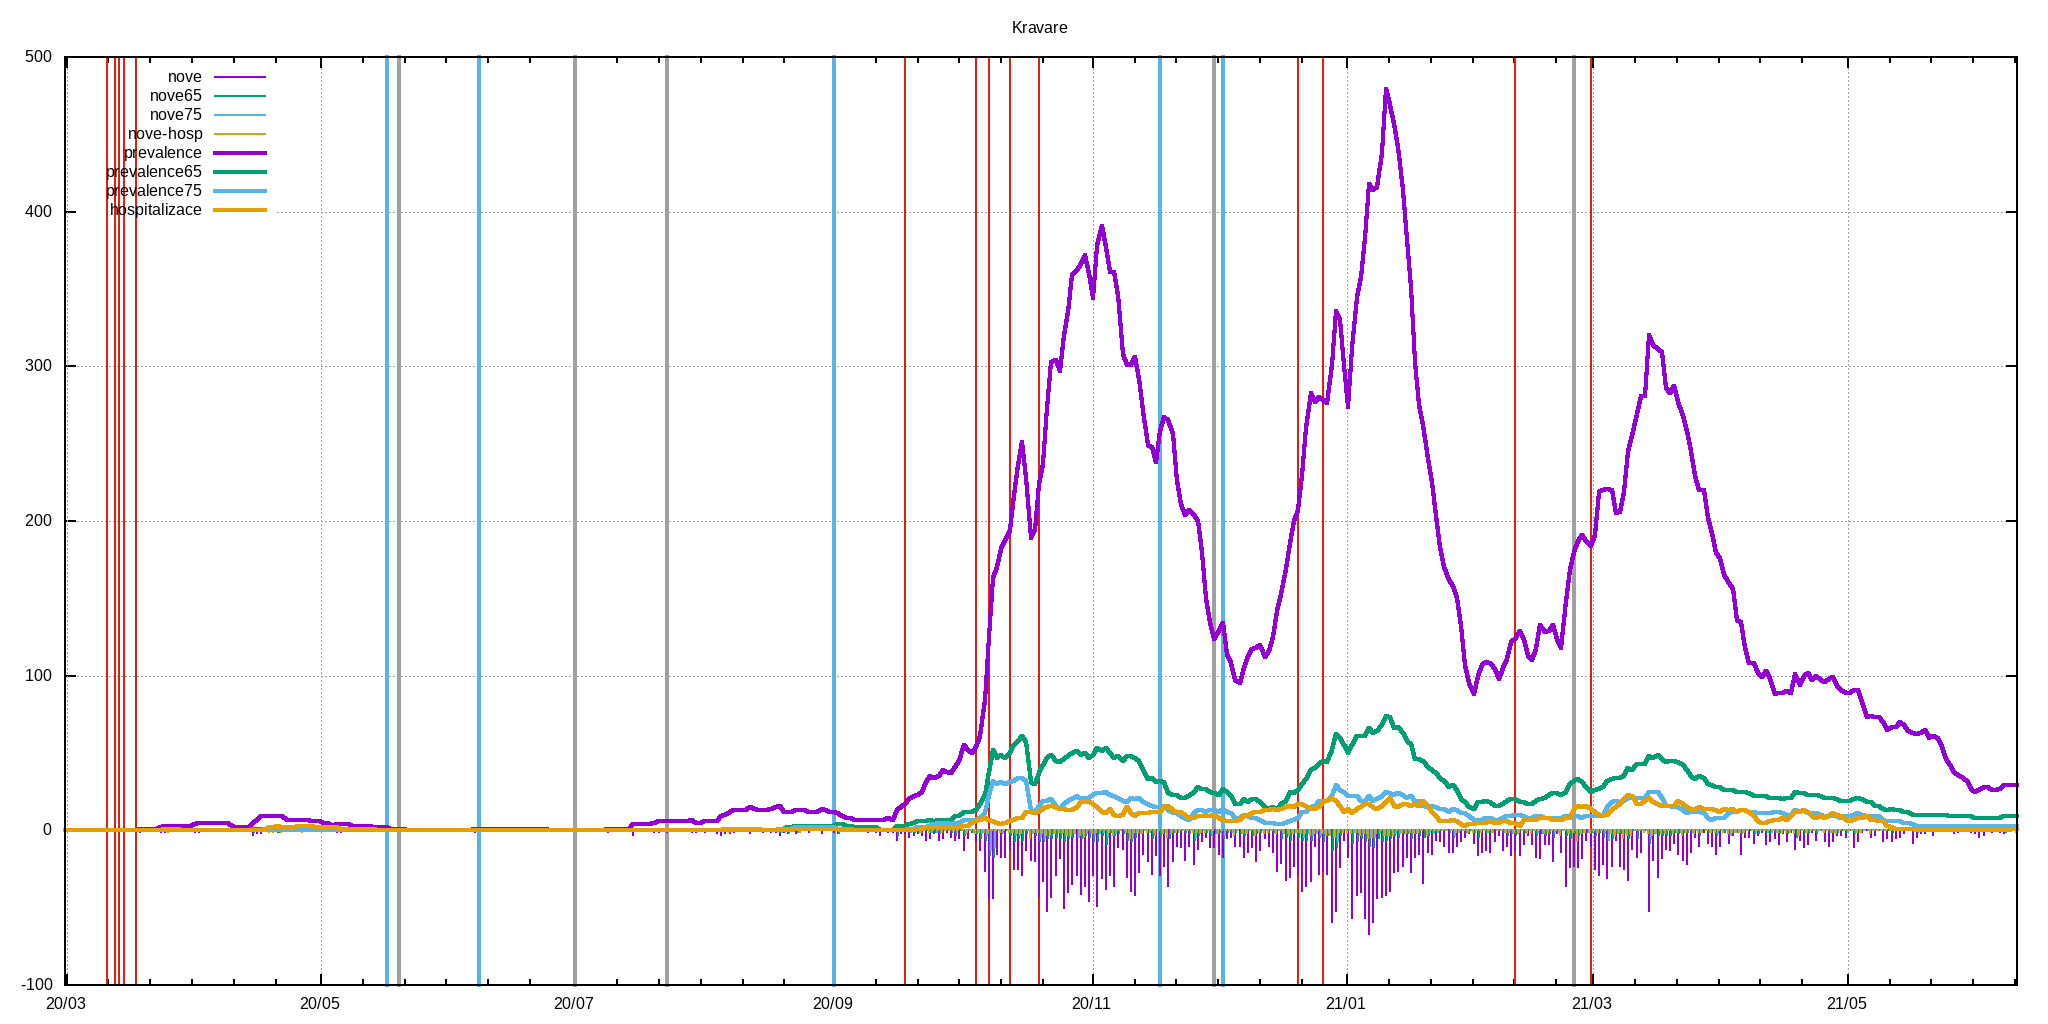 Kravare
500
nove
nove65
nove75
nove-hosp
prevalence
prevalence65
prevalence75
hospitalizace
400
300
200
100
0
-100
20/03 20/05 20/07 20/09 20/11 21/01 21/03 21/05